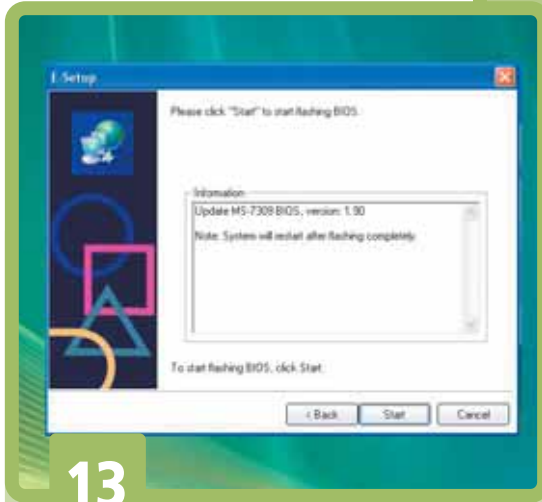 E-Setup
Please click "Start" to start flashing BIOS.
Information
Update MS-7309 BIOS, version: 1.90
Note: System will restart after flashing completely.
To start flashing BIOS, click Start.
< Back Start Cancel
13